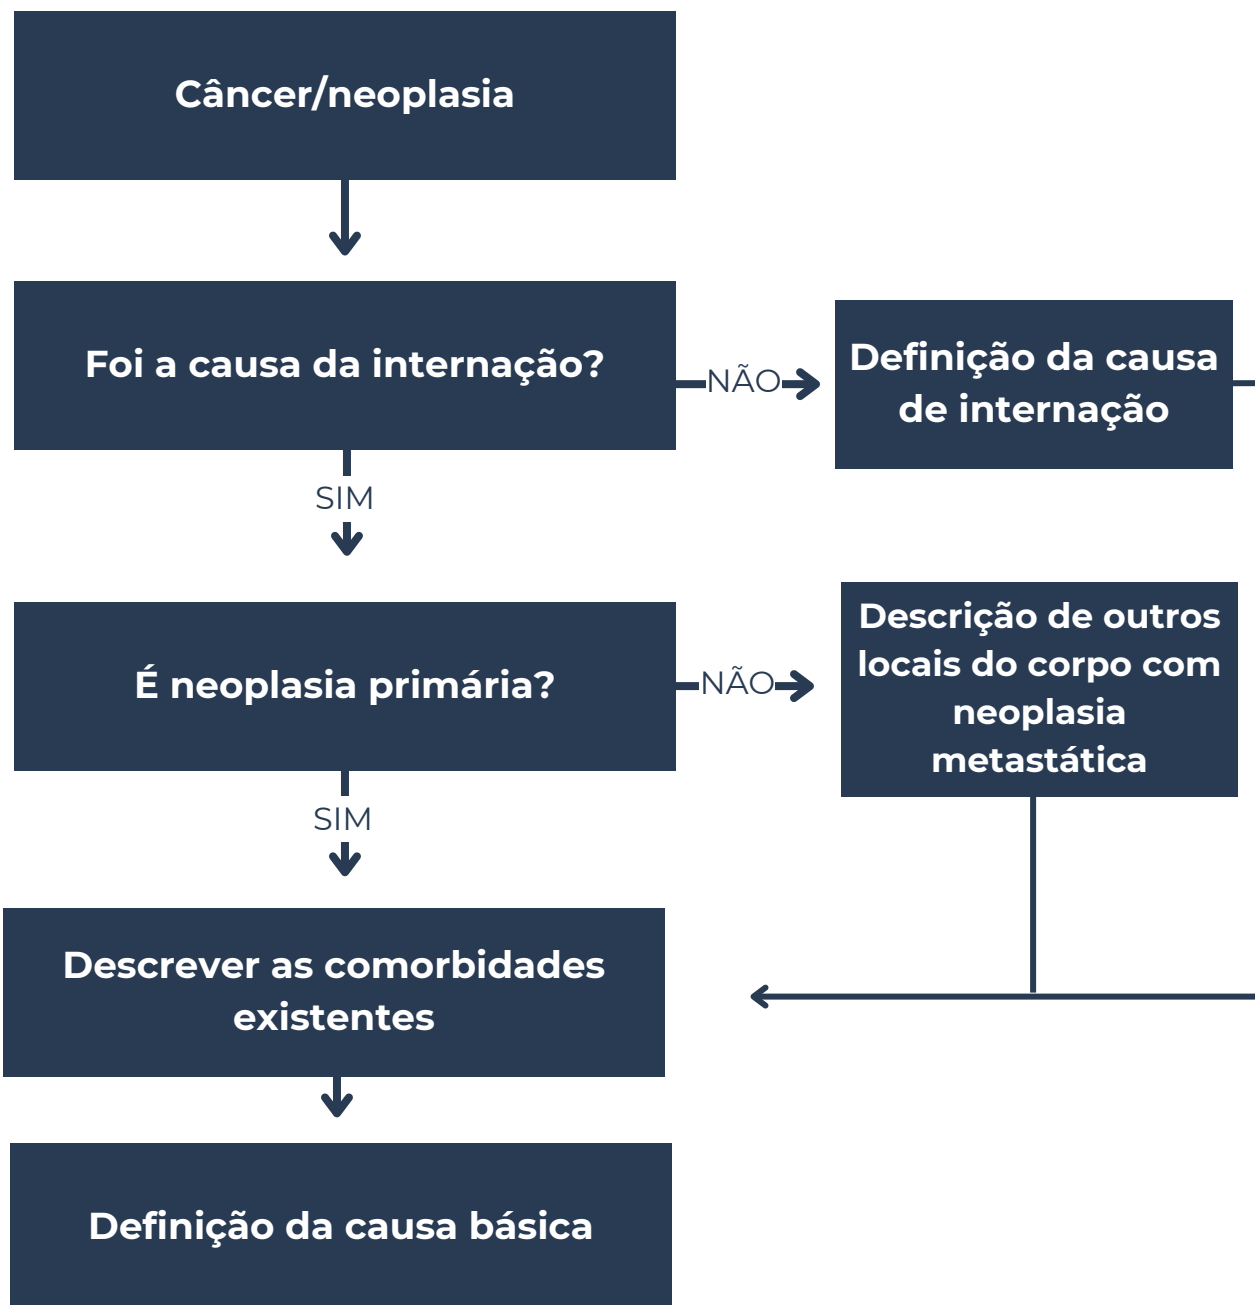 Câncer/neoplasia
Foi a causa da internação?
NÃO
Definição da causa
de internação
SIM
É neoplasia primária?
NÃO
Descrição de outros
locais do corpo com
neoplasia
metastática
SIM
Descrever as comorbidades
existentes
Definição da causa básica